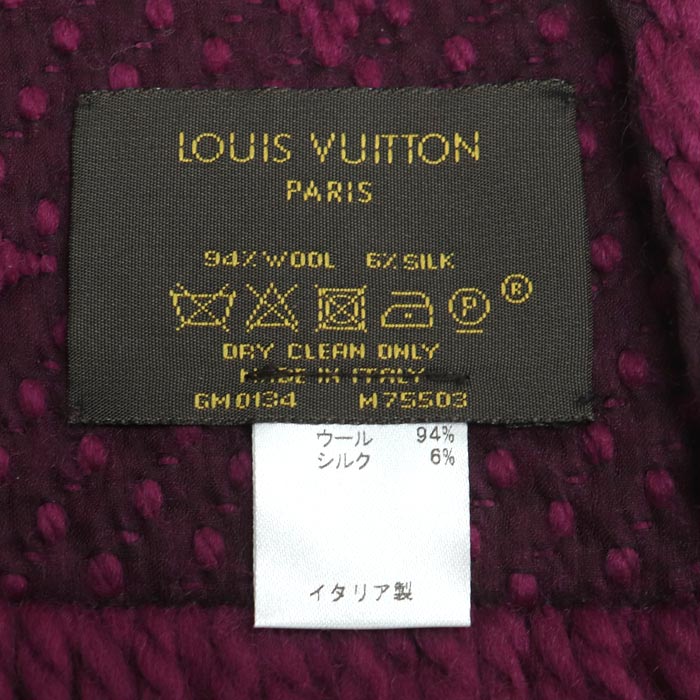 LOUIS VUITTON
PARIS
94% WOOL 6% SILK
P ®
DRY CLEAN ONLY
MADE IN ITALY
GM0134 M75503
ウール 94%
シルク 6%
イタリア製